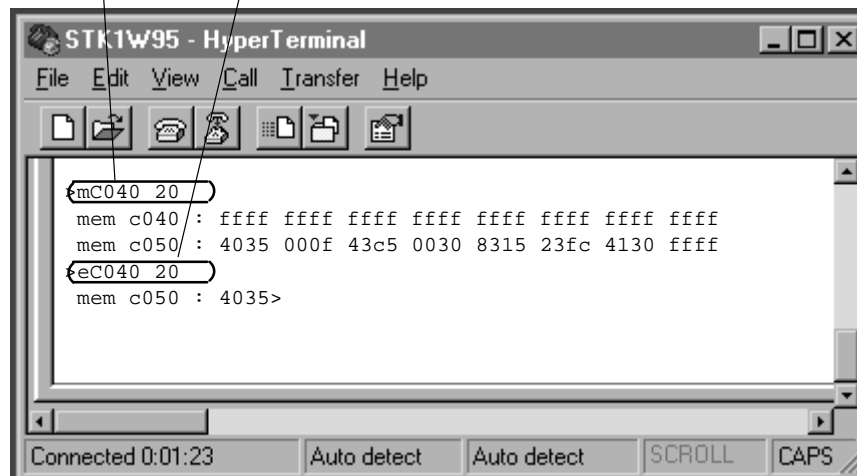 STK1W95 - HyperTerminal
File Edit View Call Transfer Help
>mC040 20
mem c040 : ffff ffff ffff ffff ffff ffff ffff ffff
mem c050 : 4035 000f 43c5 0030 8315 23fc 4130 ffff
>eC040 20
mem c050 : 4035>
Connected 0:01:23 Auto detect Auto detect SCROLL CAPS